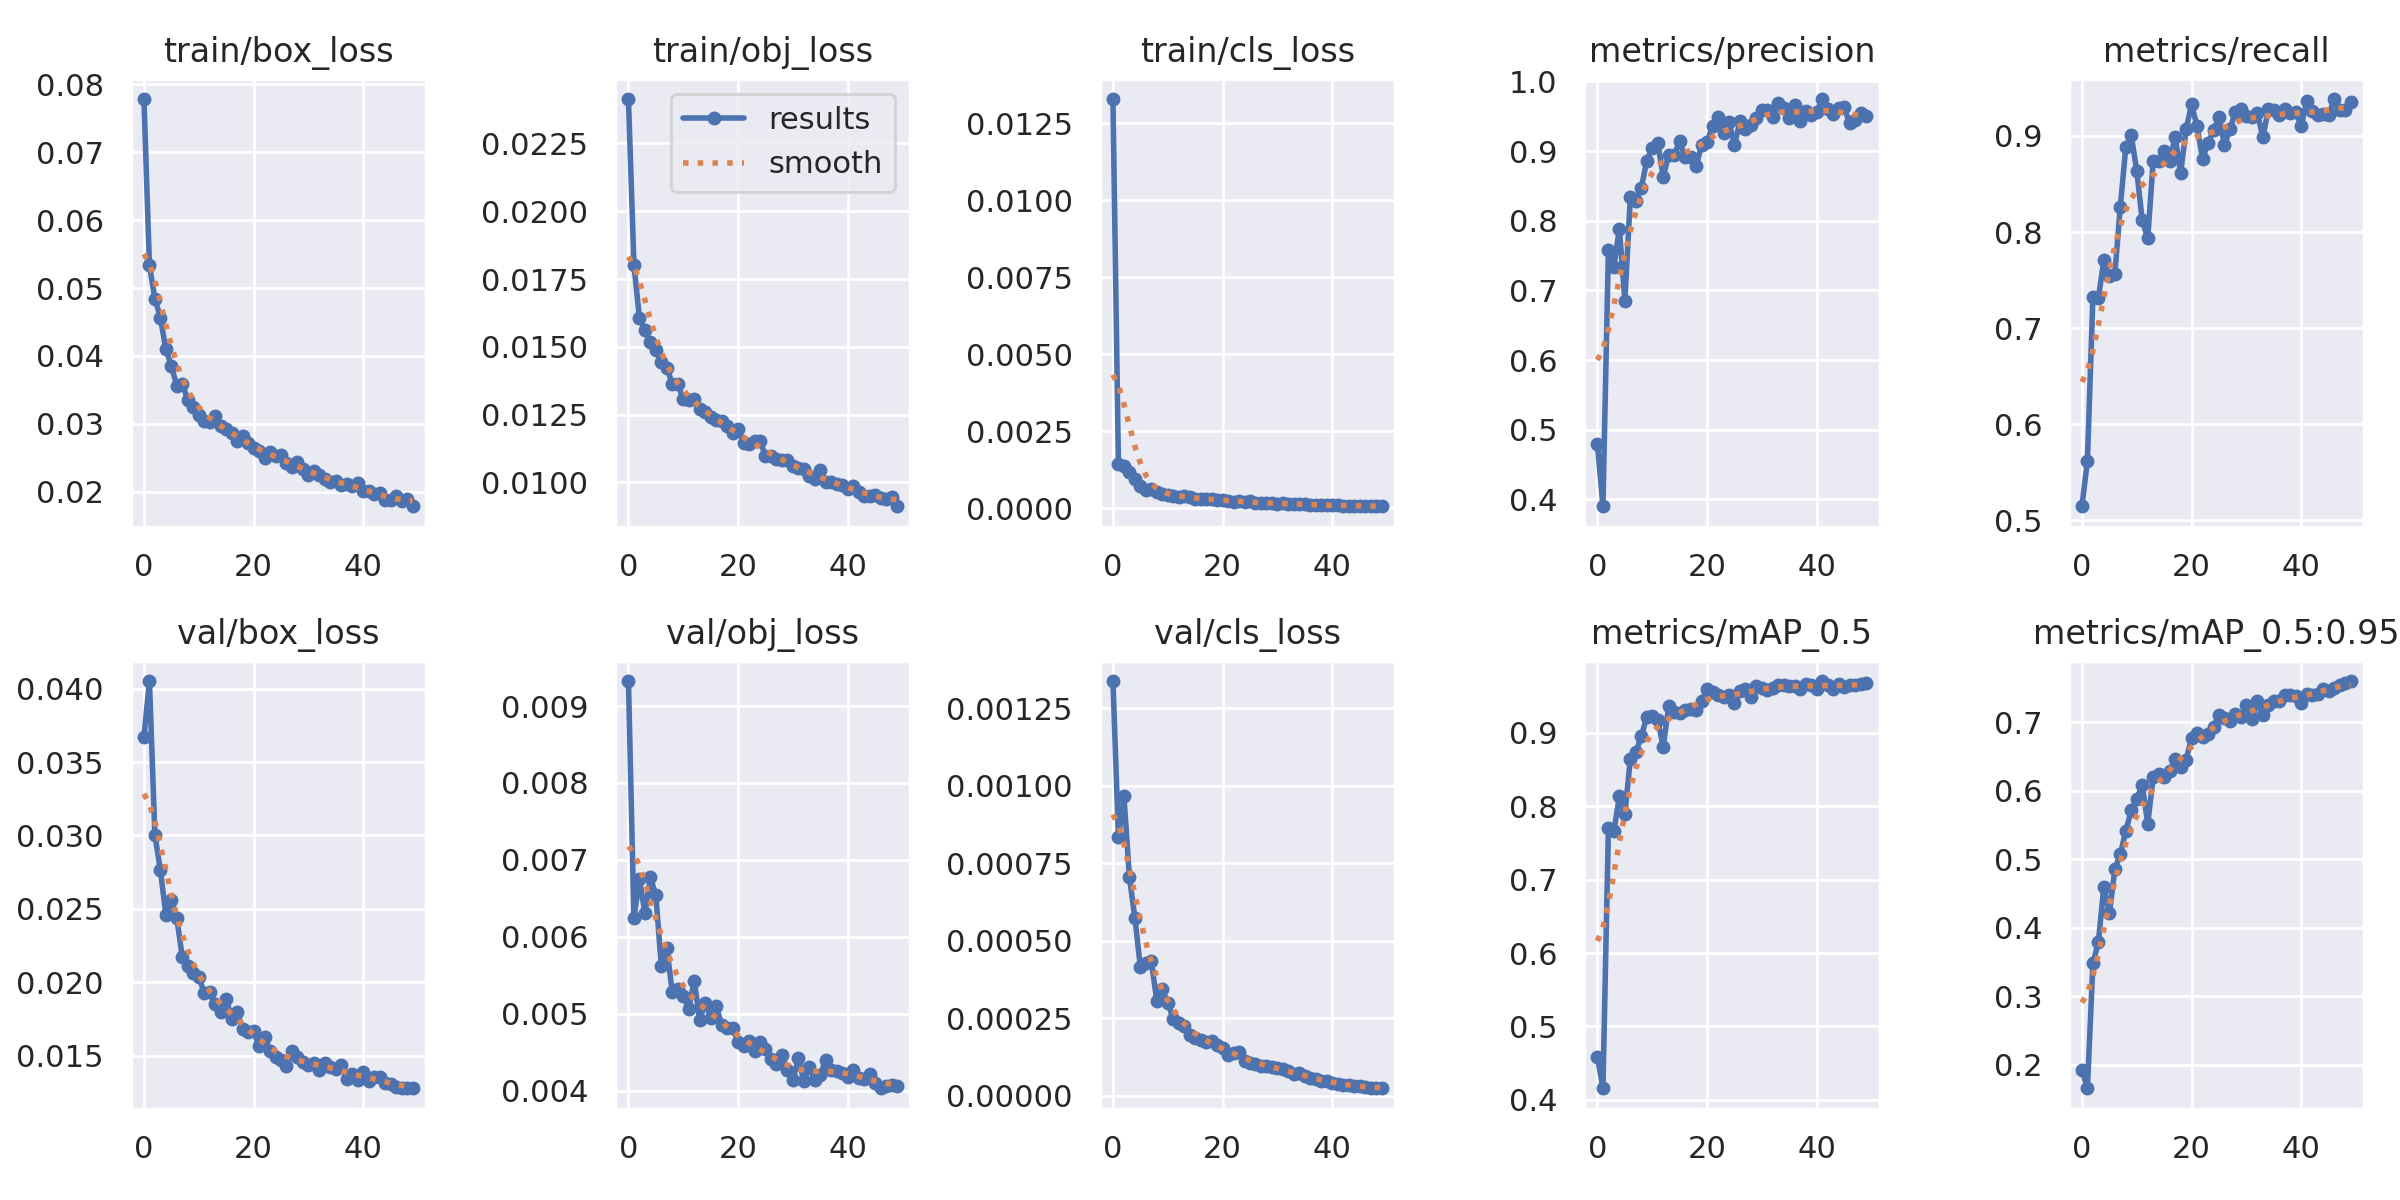 train/box_loss
0.08
0.07
0.06
0.05
0.04
0.03
0.02
0 20 40
train/obj_loss
results
smooth
0.0225
0.0200
0.0175
0.0150
0.0125
0.0100
0 20 40
train/cls_loss
0.0125
0.0100
0.0075
0.0050
0.0025
0.0000
0 20 40
metrics/precision
1.0
0.9
0.8
0.7
0.6
0.5
0.4
0 20 40
metrics/recall
0.9
0.8
0.7
0.6
0.5
0 20 40
val/box_loss
0.040
0.035
0.030
0.025
0.020
0.015
0 20 40
val/obj_loss
0.009
0.008
0.007
0.006
0.005
0.004
0 20 40
val/cls_loss
0.00125
0.00100
0.00075
0.00050
0.00025
0.00000
0 20 40
metrics/mAP_0.5
0.9
0.8
0.7
0.6
0.5
0.4
0 20 40
metrics/mAP_0.5:0.95
0.7
0.6
0.5
0.4
0.3
0.2
0 20 40